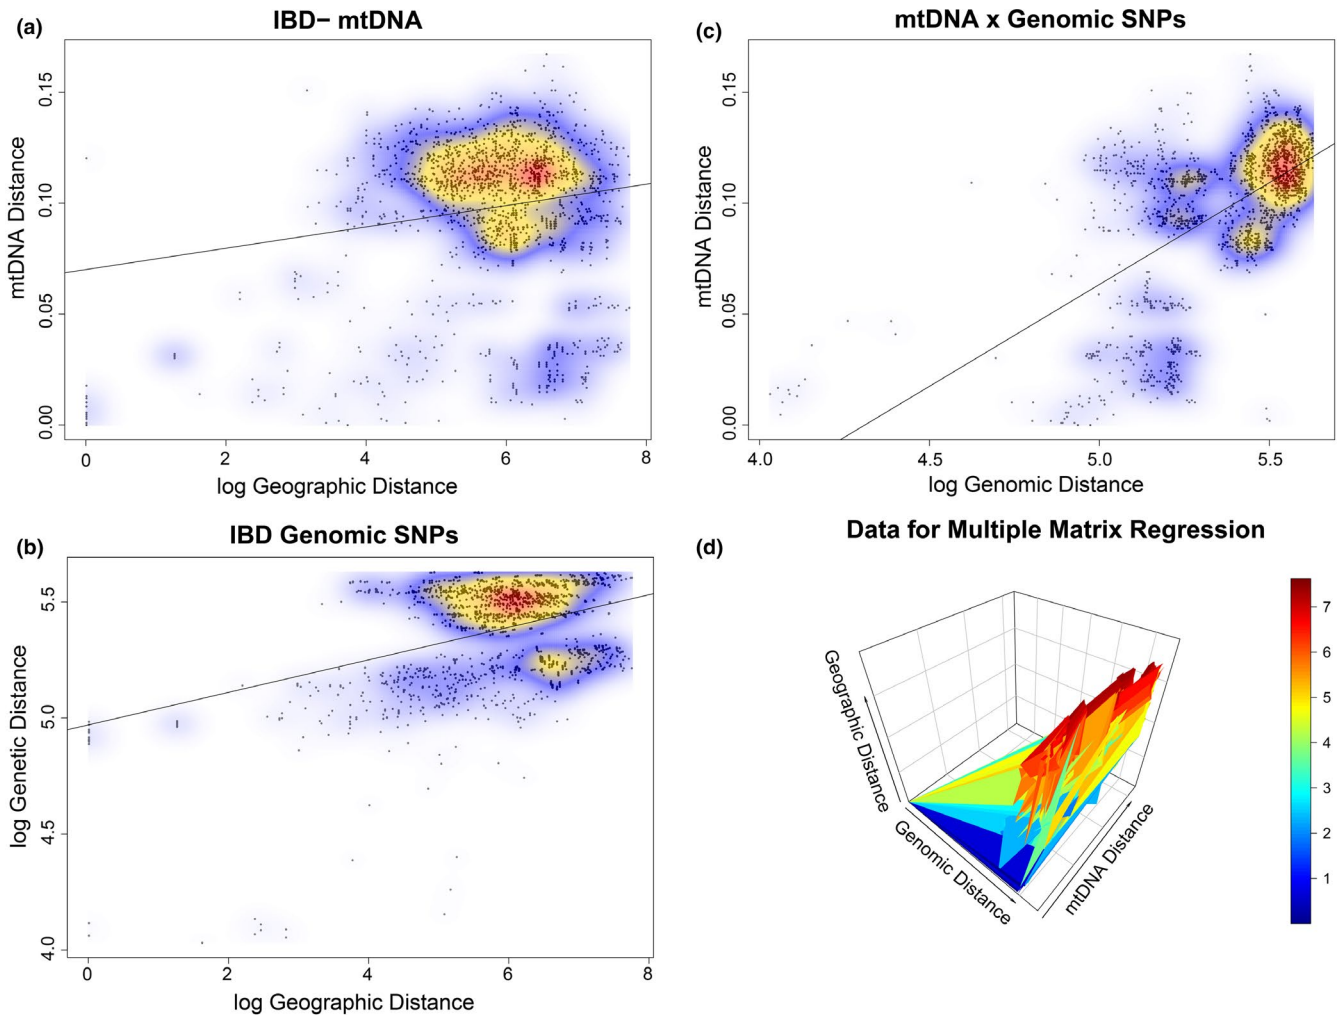 (a)
IBD− mtDNA
mtDNA Distance
0.15
0.10
0.05
0.00
0 2 4 6 8
log Geographic Distance
(c)
mtDNA x Genomic SNPs
mtDNA Distance
0.15
0.10
0.05
0.00
4.0 4.5 5.0 5.5
log Genomic Distance
(b)
IBD Genomic SNPs
log Genetic Distance
5.5
5.0
4.5
4.0
0 2 4 6 8
log Geographic Distance
(d)
Data for Multiple Matrix Regression
Geographic Distance
Genomic Distance
mtDNA Distance
7
6
5
4
3
2
1